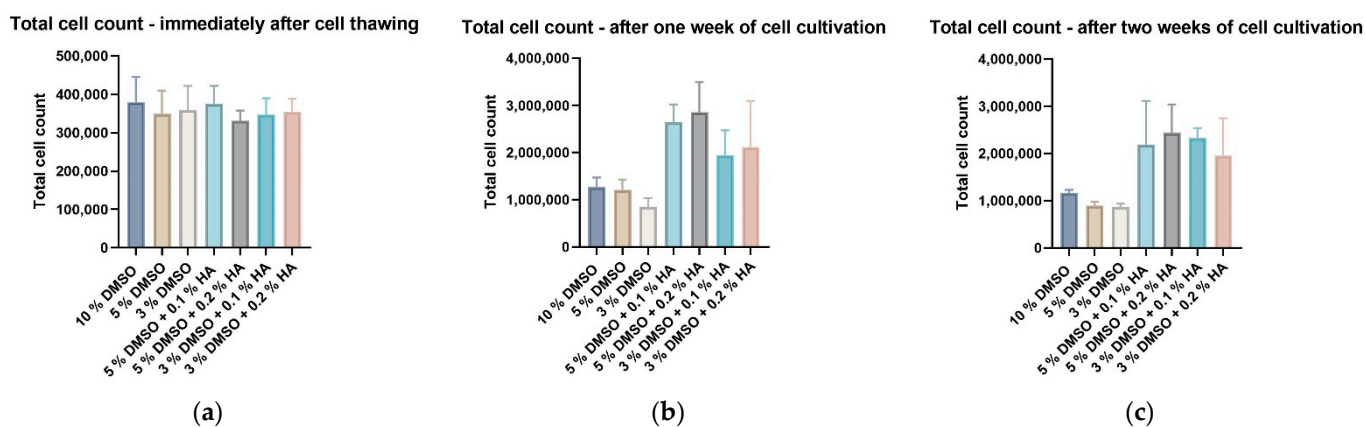 Total cell count - immediately after cell thawing
Total cell count
500,000
400,000
300,000
200,000
100,000
0
10 % DMSO
5 % DMSO
3 % DMSO
5 % DMSO + 0.1 % HA
5 % DMSO + 0.2 % HA
3 % DMSO + 0.1 % HA
3 % DMSO + 0.2 % HA
(a)
Total cell count - after one week of cell cultivation
Total cell count
4,000,000
3,000,000
2,000,000
1,000,000
0
10 % DMSO
5 % DMSO
3 % DMSO
5 % DMSO + 0.1 % HA
5 % DMSO + 0.2 % HA
3 % DMSO + 0.1 % HA
3 % DMSO + 0.2 % HA
(b)
Total cell count - after two weeks of cell cultivation
Total cell count
4,000,000
3,000,000
2,000,000
1,000,000
0
10 % DMSO
5 % DMSO
3 % DMSO
5 % DMSO + 0.1 % HA
5 % DMSO + 0.2 % HA
3 % DMSO + 0.1 % HA
3 % DMSO + 0.2 % HA
(c)